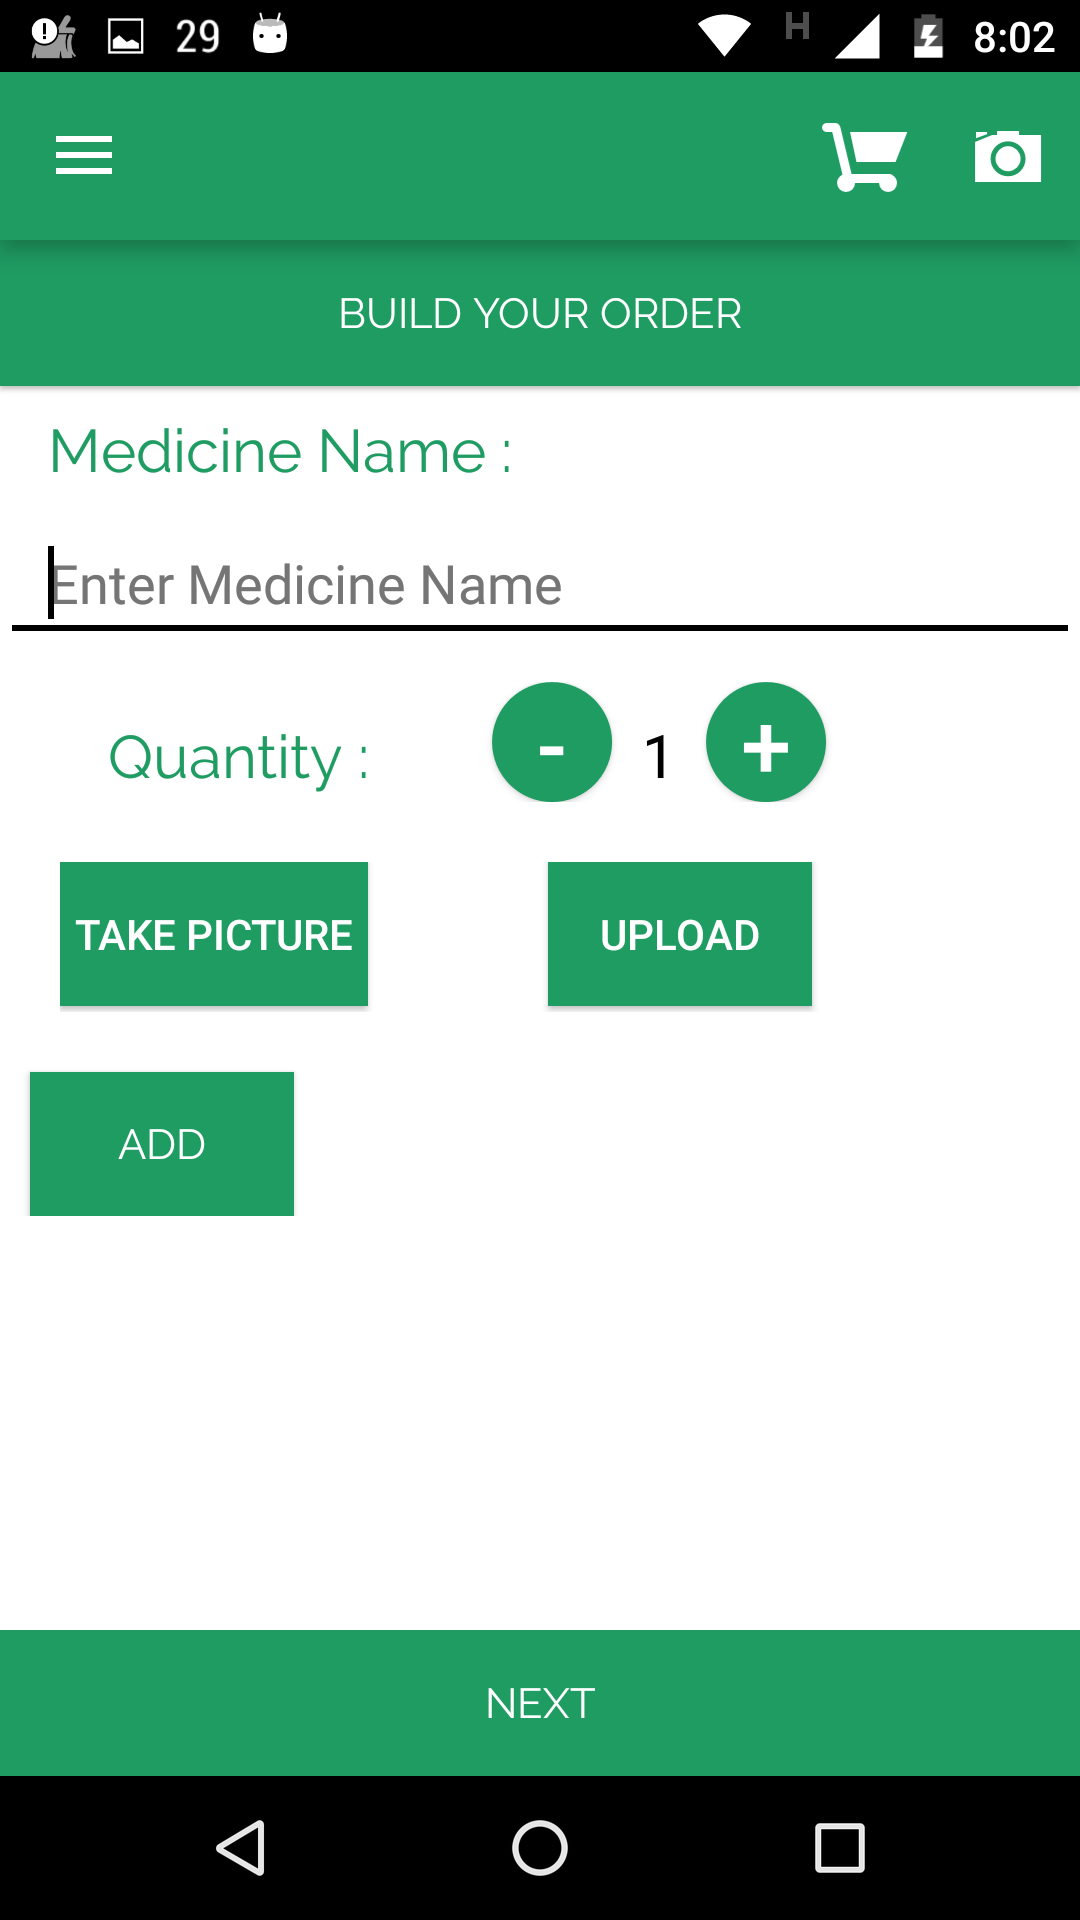 29 H 8:02
BUILD YOUR ORDER
Medicine Name :
Enter Medicine Name
Quantity : - 1 +
TAKE PICTURE UPLOAD
ADD
NEXT